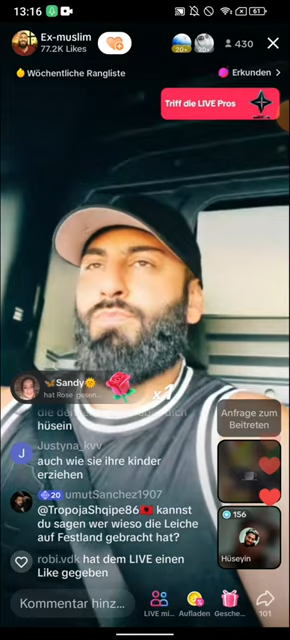 13:16
61
Ex-muslim
77.2K Likes
20+
20+
430
Wöchentliche Rangliste
Erkunden >
Triff die LIVE Pros
Sandy
hat Rose gesen...
x1
hüsein
Justyna_kvv
auch wie sie ihre kinder
erziehen
20 umutSanchez1907
@TropojaShqipe86 kannst
du sagen wer wieso die Leiche
auf Festland gebracht hat?
robi.vdk hat dem LIVE einen
Like gegeben
Anfrage zum
Beitreten
156
Hüseyin
Kommentar hinz...
LIVE mi...
Aufladen
Gesche...
101